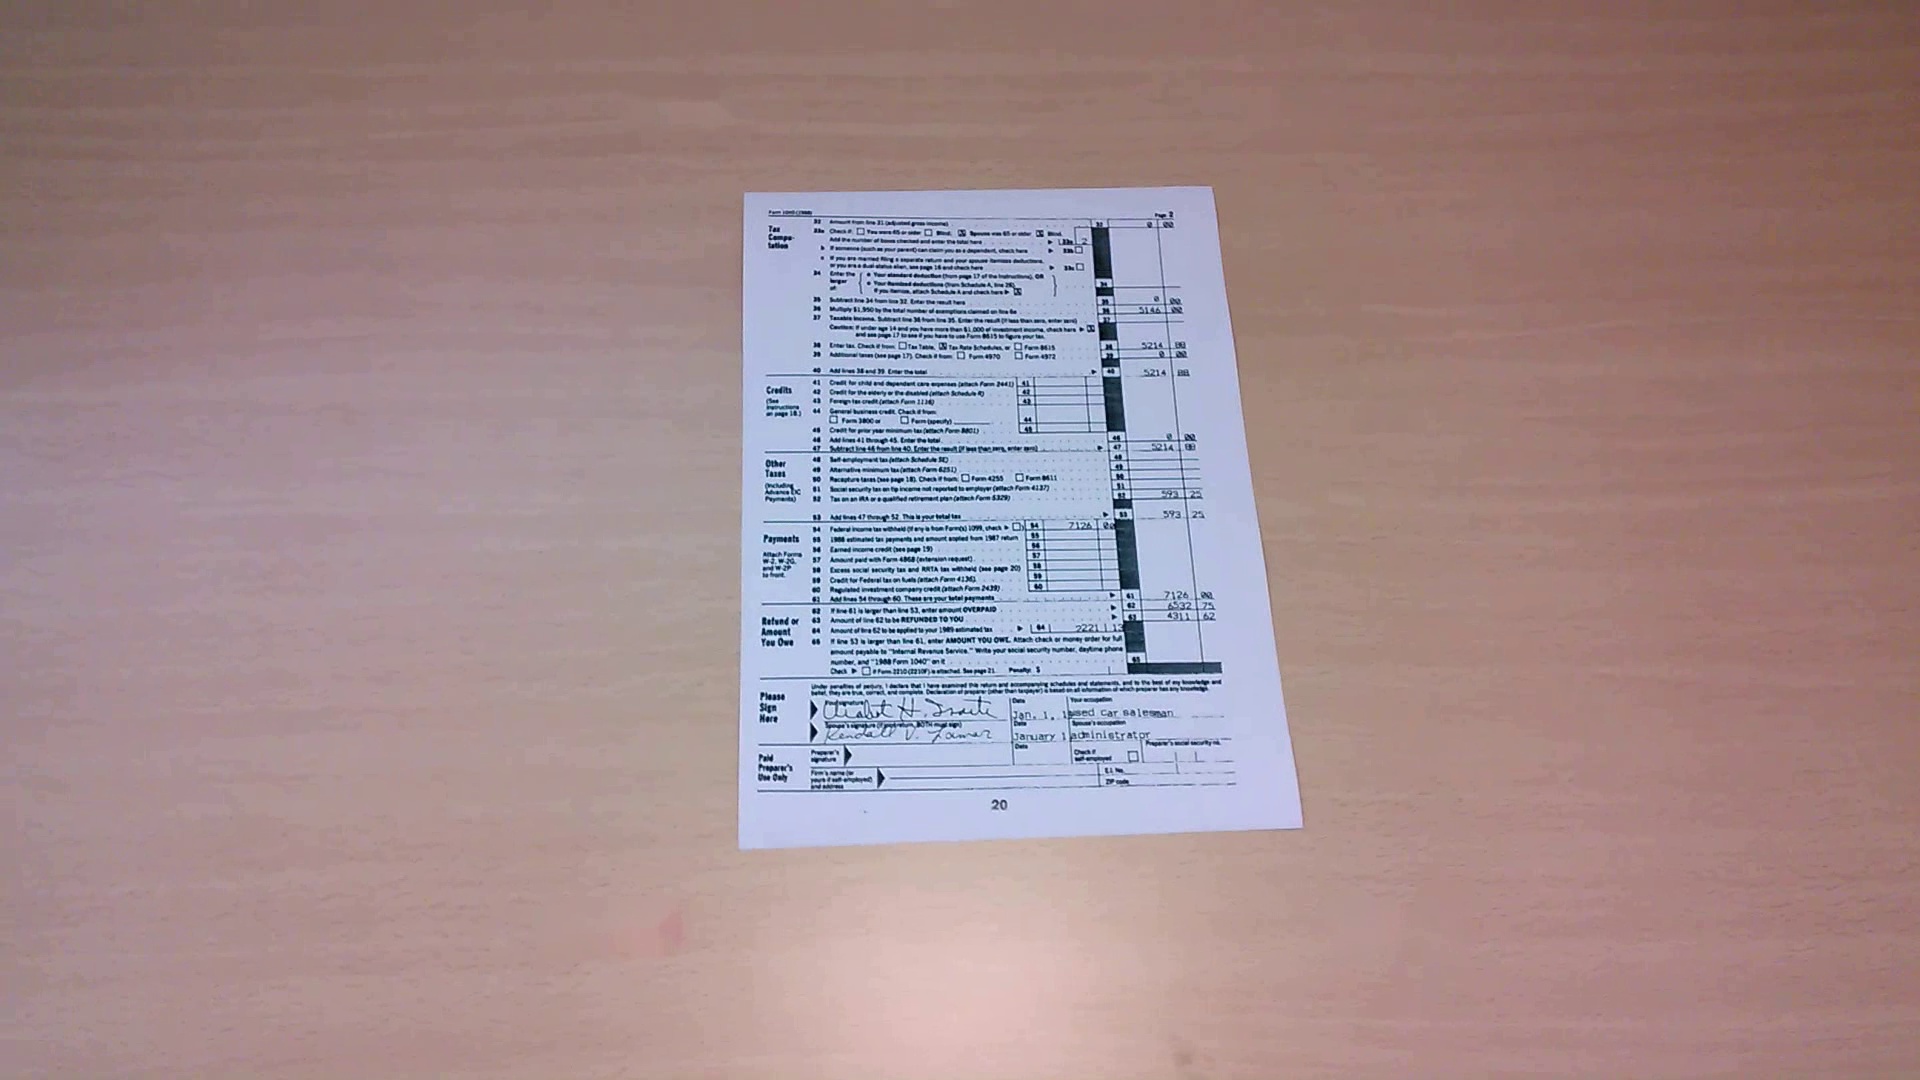 Form 1040 (1988) Page 2
Tax Compu-tation
32 Amount from line 31 (adjusted gross income) 32 0 00
33a Check if: You were 65 or older Blind; X Spouse was 65 or older X Blind.
Add the number of boxes checked and enter the total here 33a 2
b If someone (such as your parent) can claim you as a dependent, check here 33b
c If you are married filing a separate return and your spouse itemizes deductions,
or you are a dual-status alien, see page 16 and check here 33c
34 Enter the larger of: • Your standard deduction (from page 17 of the Instructions), OR
• Your itemized deductions (from Schedule A, line 26).
If you itemize, attach Schedule A and check here X 34
35 Subtract line 34 from line 32. Enter the result here 35 0 00
36 Multiply $1,950 by the total number of exemptions claimed on line 6e 36 5146 00
37 Taxable income. Subtract line 36 from line 35. Enter the result (if less than zero, enter zero) 37
Caution: If under age 14 and you have more than $1,000 of investment income, check here X
and see page 17 to see if you have to use Form 8615 to figure your tax.
38 Enter tax. Check if from: Tax Table, X Tax Rate Schedules, or Form 8615 38 5214 88
39 Additional taxes (see page 17). Check if from: Form 4970 Form 4972 39 0 00
40 Add lines 38 and 39. Enter the total 40 5214 88
Credits
(See Instructions on page 18.)
41 Credit for child and dependent care expenses (attach Form 2441) 41
42 Credit for the elderly or the disabled (attach Schedule R) 42
43 Foreign tax credit (attach Form 1116) 43
44 General business credit. Check if from:
Form 3800 or Form (specify) 44
45 Credit for prior year minimum tax (attach Form 8801) 45
46 Add lines 41 through 45. Enter the total 46 0 00
47 Subtract line 46 from line 40. Enter the result (if less than zero, enter zero) 47 5214 88
Other Taxes
(Including Advance EIC Payments)
48 Self-employment tax (attach Schedule SE) 48
49 Alternative minimum tax (attach Form 6251) 49
50 Recapture taxes (see page 18). Check if from: Form 4255 Form 8611 50
51 Social security tax on tip income not reported to employer (attach Form 4137) 51
52 Tax on an IRA or a qualified retirement plan (attach Form 5329) 52 593 25
53 Add lines 47 through 52. This is your total tax 53 593 25
Payments
Attach Forms W-2, W-2G, and W-2P to front.
54 Federal income tax withheld (if any is from Form(s) 1099, check ) 54 7126 00
55 1988 estimated tax payments and amount applied from 1987 return 55
56 Earned income credit (see page 19) 56
57 Amount paid with Form 4868 (extension request) 57
58 Excess social security tax and RRTA tax withheld (see page 20) 58
59 Credit for Federal tax on fuels (attach Form 4136) 59
60 Regulated investment company credit (attach Form 2439) 60
61 Add lines 54 through 60. These are your total payments 61 7126 00
Refund or Amount You Owe
62 If line 61 is larger than line 53, enter amount OVERPAID 62 6532 75
63 Amount of line 62 to be REFUNDED TO YOU 63 4311 62
64 Amount of line 62 to be applied to your 1989 estimated tax 64 2221 13
65 If line 53 is larger than line 61, enter AMOUNT YOU OWE. Attach check or money order for full
amount payable to "Internal Revenue Service." Write your social security number, daytime phone
number, and "1988 Form 1040" on it 65
Check if Form 2210 (2210F) is attached. See page 21. Penalty: $
Please Sign Here
Under penalties of perjury, I declare that I have examined this return and accompanying schedules and statements, and to the best of my knowledge and
belief, they are true, correct, and complete. Declaration of preparer (other than taxpayer) is based on all information of which preparer has any knowledge.
Your signature Date Your occupation
H. Jan. 1, used car salesman
Spouse's signature (if joint return, BOTH must sign) Date Spouse's occupation
Kendall V. Lamar January 1 administrator
Paid Preparer's Use Only
Preparer's signature Date Check if self-employed Preparer's social security no.
Firm's name (or yours if self-employed) and address E.I. No.
ZIP code
20